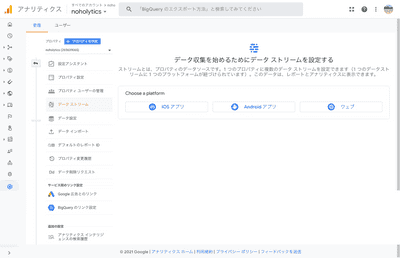 アナリティクス
すべてのアカウント >
noholytics
"BigQuery のエクスポート方法" と検索してみてください
管理
ユーザー
プロパティ
プロパティを作成
設定アシスタント
プロパティ設定
プロパティ ユーザーの管理
データ ストリーム
データ設定
データ インポート
デフォルトのレポート ID
プロパティ変更履歴
データ削除リクエスト
サービス間のリンク設定
Google 広告とのリンク
BigQuery のリンク設定
アナリティクス インテリ
ジェンスの検索履歴
データ収集を始めるためにデータ ストリームを設定する
ストリームとは、プロパティのデータソースです。1 つのプロパティに複数のデータ ストリームを設定できます（1 つのデータスト
リームに 1 つのプラットフォームが紐づけられています）。このデータは、レポートとアナリティクスに表示できます。
Choose a platform:
iOS アプリ
Android アプリ
ウェブ
© 2021 Google | アナリティクス ホーム | 利用規約 | プライバシー ポリシー | フィードバックを送信